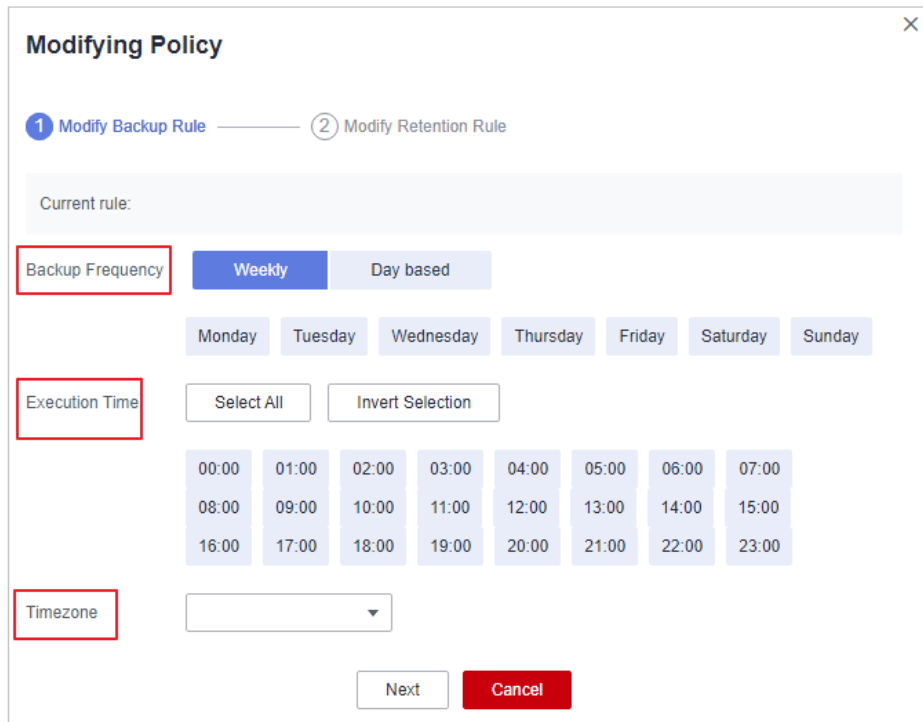 Modifying Policy
1 Modify Backup Rule 2 Modify Retention Rule
Current rule:
Backup Frequency Weekly Day based
Monday Tuesday Wednesday Thursday Friday Saturday Sunday
Execution Time Select All Invert Selection
00:00 01:00 02:00 03:00 04:00 05:00 06:00 07:00
08:00 09:00 10:00 11:00 12:00 13:00 14:00 15:00
16:00 17:00 18:00 19:00 20:00 21:00 22:00 23:00
Timezone
Next Cancel